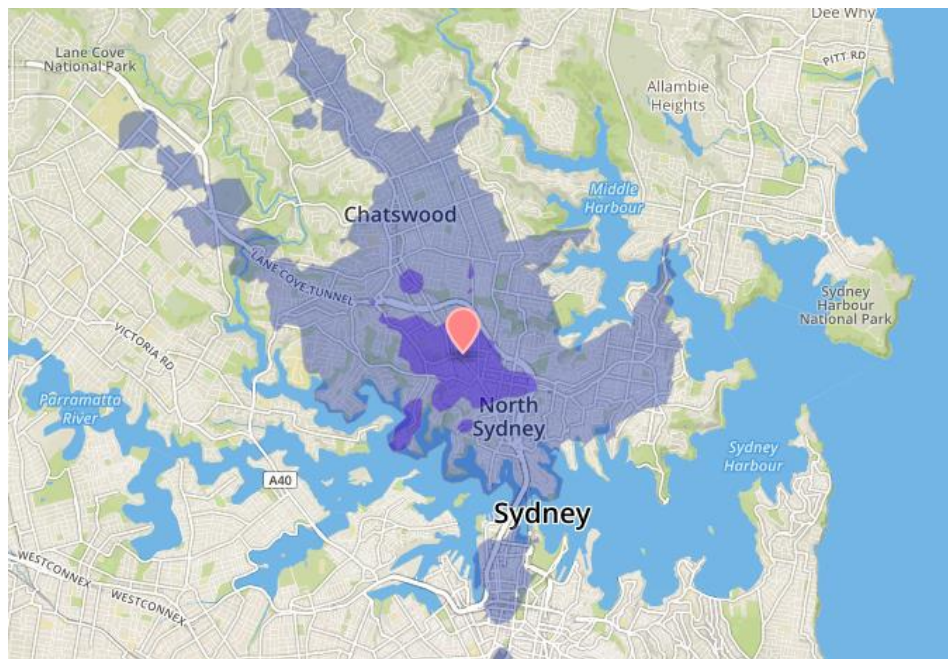 Dee Why
Lane Cove
National Park
PITT RD
Allambie
Heights
Middle
Harbour
Chatswood
LANE COVE TUNNEL
Sydney
Harbour
National Park
VICTORIA RD
Parramatta
River
North
Sydney
Sydney
Harbour
A40
Sydney
WESTCONNEX
WESTCONNEX